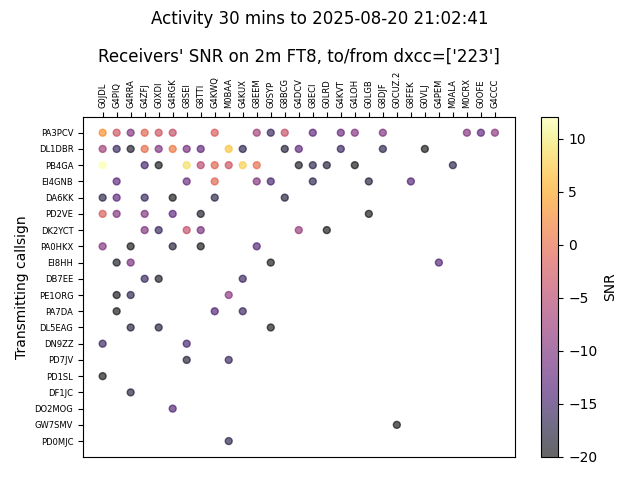 Activity 30 mins to 2025-08-20 21:02:41
Receivers' SNR on 2m FT8, to/from dxcc=['223']
G0JDL G4PIQ G4RRA G4ZFJ G0XDI G4RGK G8SEI G8TTI G4KWQ M0BAA G4KUX G8EEM G0SYP G8BCG G4DCV G8ECI G0LRD G4KVT G4LOH G0LGB G8DJF G0CUZ.2 G8FEK G0VLJ G4PEM M0ALA M0CRX G0OFE G4CCC
PA3PCV
DL1DBR
PB4GA
EI4GNB
DA6KK
PD2VE
DK2YCT
PA0HKX
EI8HH
DB7EE
PE1ORG
PA7DA
DL5EAG
DN9ZZ
PD7JV
PD1SL
DF1JC
DO2MOG
GW7SMV
PD0MJC
Transmitting callsign
10
5
0
−5
−10
−15
−20
SNR